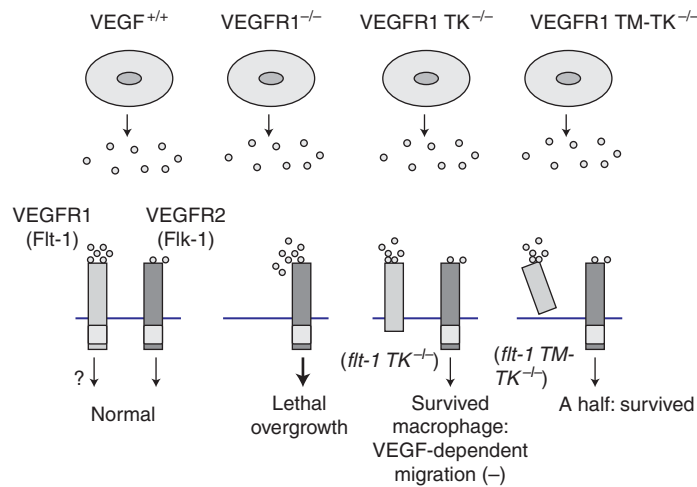 VEGF+/+
VEGFR1−/−
VEGFR1 TK−/−
VEGFR1 TM-TK−/−
VEGFR1
(Flt-1)
VEGFR2
(Flk-1)
(flt-1 TK−/−)
(flt-1 TM-
TK−/−)
?
Normal
Lethal
overgrowth
Survived
macrophage:
VEGF-dependent
migration (–)
A half: survived